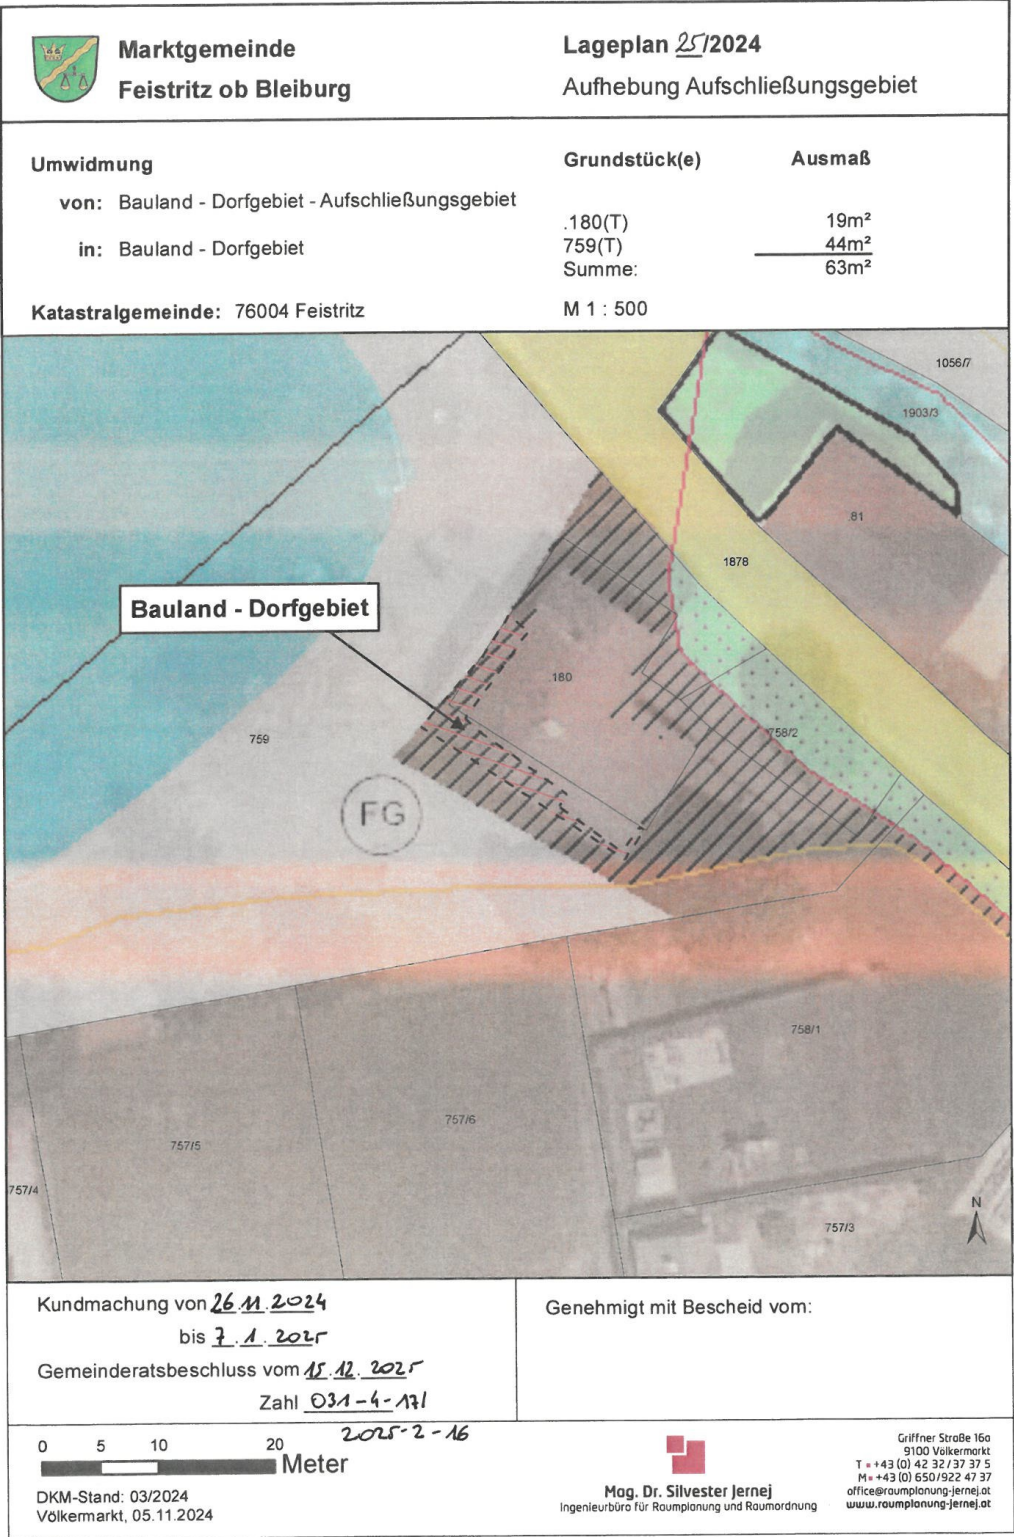 Marktgemeinde
Feistritz ob Bleiburg
Lageplan 25/2024
Aufhebung Aufschließungsgebiet
Umwidmung
von: Bauland - Dorfgebiet - Aufschließungsgebiet
in: Bauland - Dorfgebiet
Katastralgemeinde: 76004 Feistritz
Grundstück(e) Ausmaß
.180(T) 19m²
759(T) 44m²
Summe: 63m²
M 1 : 500
1056/7
1903/3
.81
1878
Bauland - Dorfgebiet
.180
758/2
759
FG
758/1
757/6
757/5
757/4
757/3
N
Kundmachung von 26.11.2024
bis 7.1.2025
Gemeinderatsbeschluss vom 15.12.2025
Zahl 031-4-17/
2025-2-16
Genehmigt mit Bescheid vom:
0 5 10 20
Meter
DKM-Stand: 03/2024
Völkermarkt, 05.11.2024
Mag. Dr. Silvester Jernej
Ingenieurbüro für Raumplanung und Raumordnung
Griffner Straße 16a
9100 Völkermarkt
T +43 (0) 42 32 / 37 37 5
M +43 (0) 650 / 922 47 37
office@raumplanung-jernej.at
www.raumplanung-jernej.at